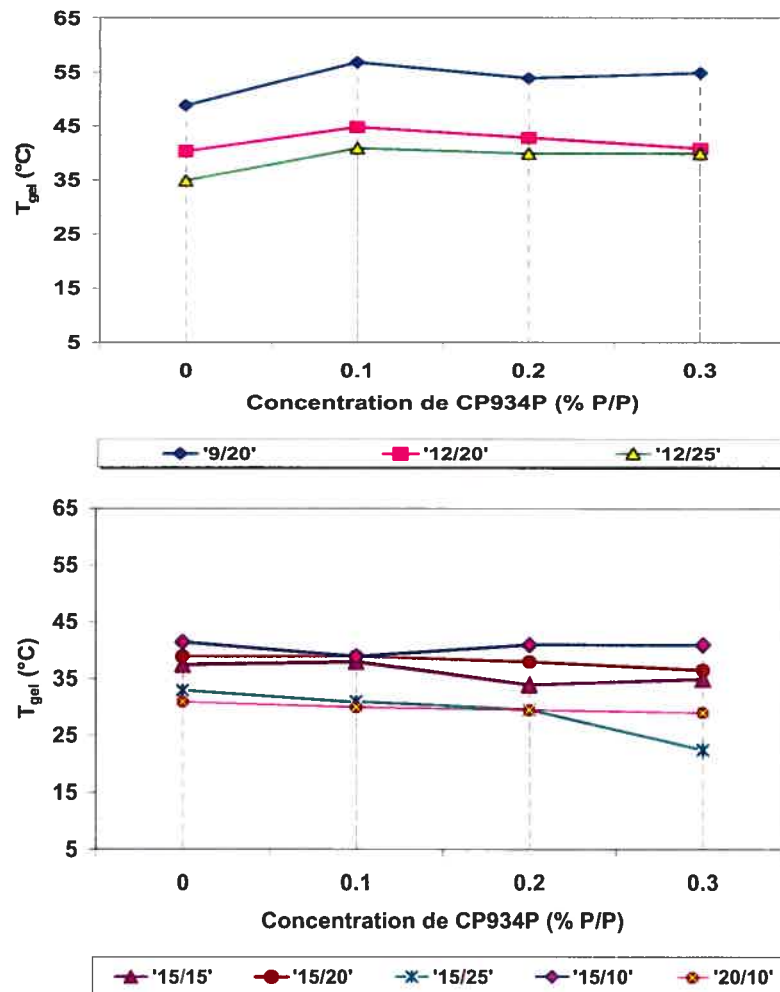 65
55
45
35
25
15
5
T_gel (°C)
0 0.1 0.2 0.3
Concentration de CP934P (% P/P)
'9/20' '12/20' '12/25'
65
55
45
35
25
15
5
T_gel (°C)
0 0.1 0.2 0.3
Concentration de CP934P (% P/P)
'15/15' '15/20' '15/25' '15/10' '20/10'